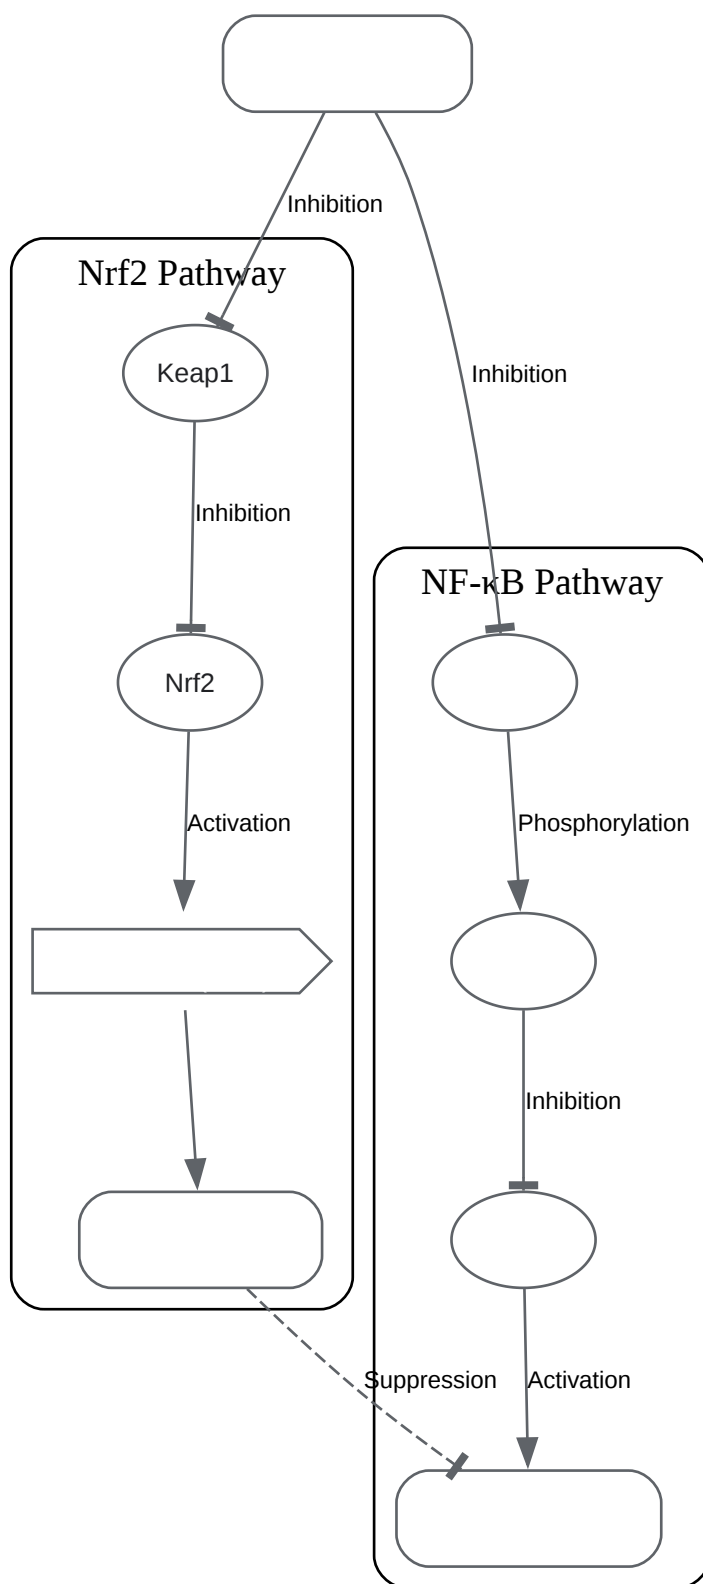 Inhibition
Nrf2 Pathway
Keap1
Inhibition
Inhibition
NF-κB Pathway
Nrf2
Activation
Phosphorylation
Inhibition
Suppression
Activation